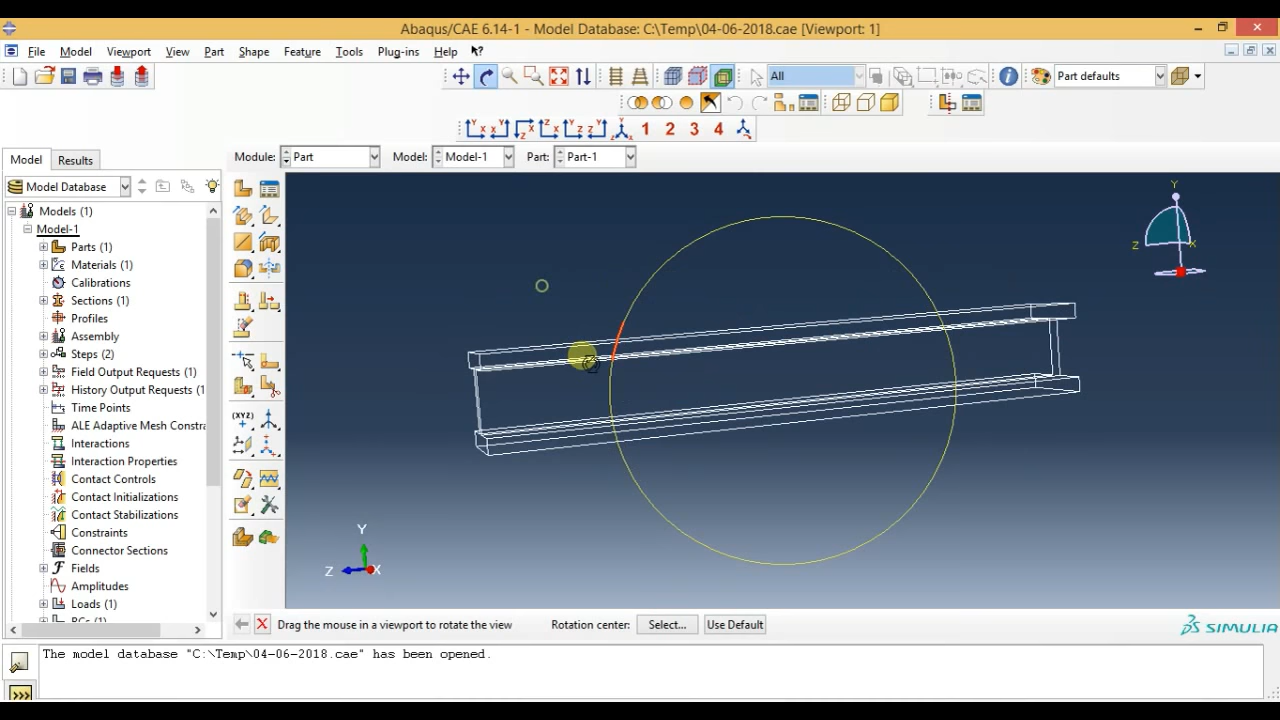 Abaqus/CAE 6.14-1 - Model Database: C:\Temp\04-06-2018.cae [Viewport: 1]
File Model Viewport View Part Shape Feature Tools Plug-ins Help
All Part defaults
1 2 3 4
Model Results Module: Part Model: Model-1 Part: Part-1
Model Database
Models (1)
Model-1
Parts (1)
Materials (1)
Calibrations
Sections (1)
Profiles
Assembly
Steps (2)
Field Output Requests (1)
History Output Requests (1
Time Points
ALE Adaptive Mesh Constra
Interactions
Interaction Properties
Contact Controls
Contact Initializations
Contact Stabilizations
Constraints
Connector Sections
Fields
Amplitudes
Loads (1)
(XYZ)
Y
Z X
Y
Z X
Drag the mouse in a viewport to rotate the view Rotation center: Select... Use Default
SIMULIA
The model database "C:\Temp\04-06-2018.cae" has been opened.
>>>